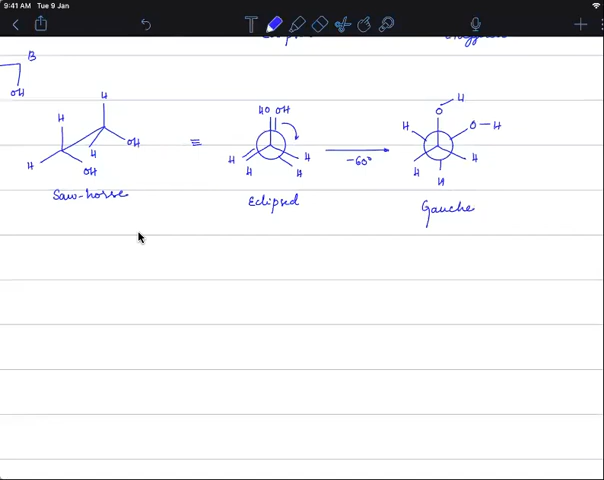 9:41 AM Tue 9 Jan
B
OH
H
H
HO OH
H
O
H
O – H
H
OH
≡
-60°
H
H
OH
H
H
H
H
H
H
H
H
Saw-horse
Eclipsed
Gauche